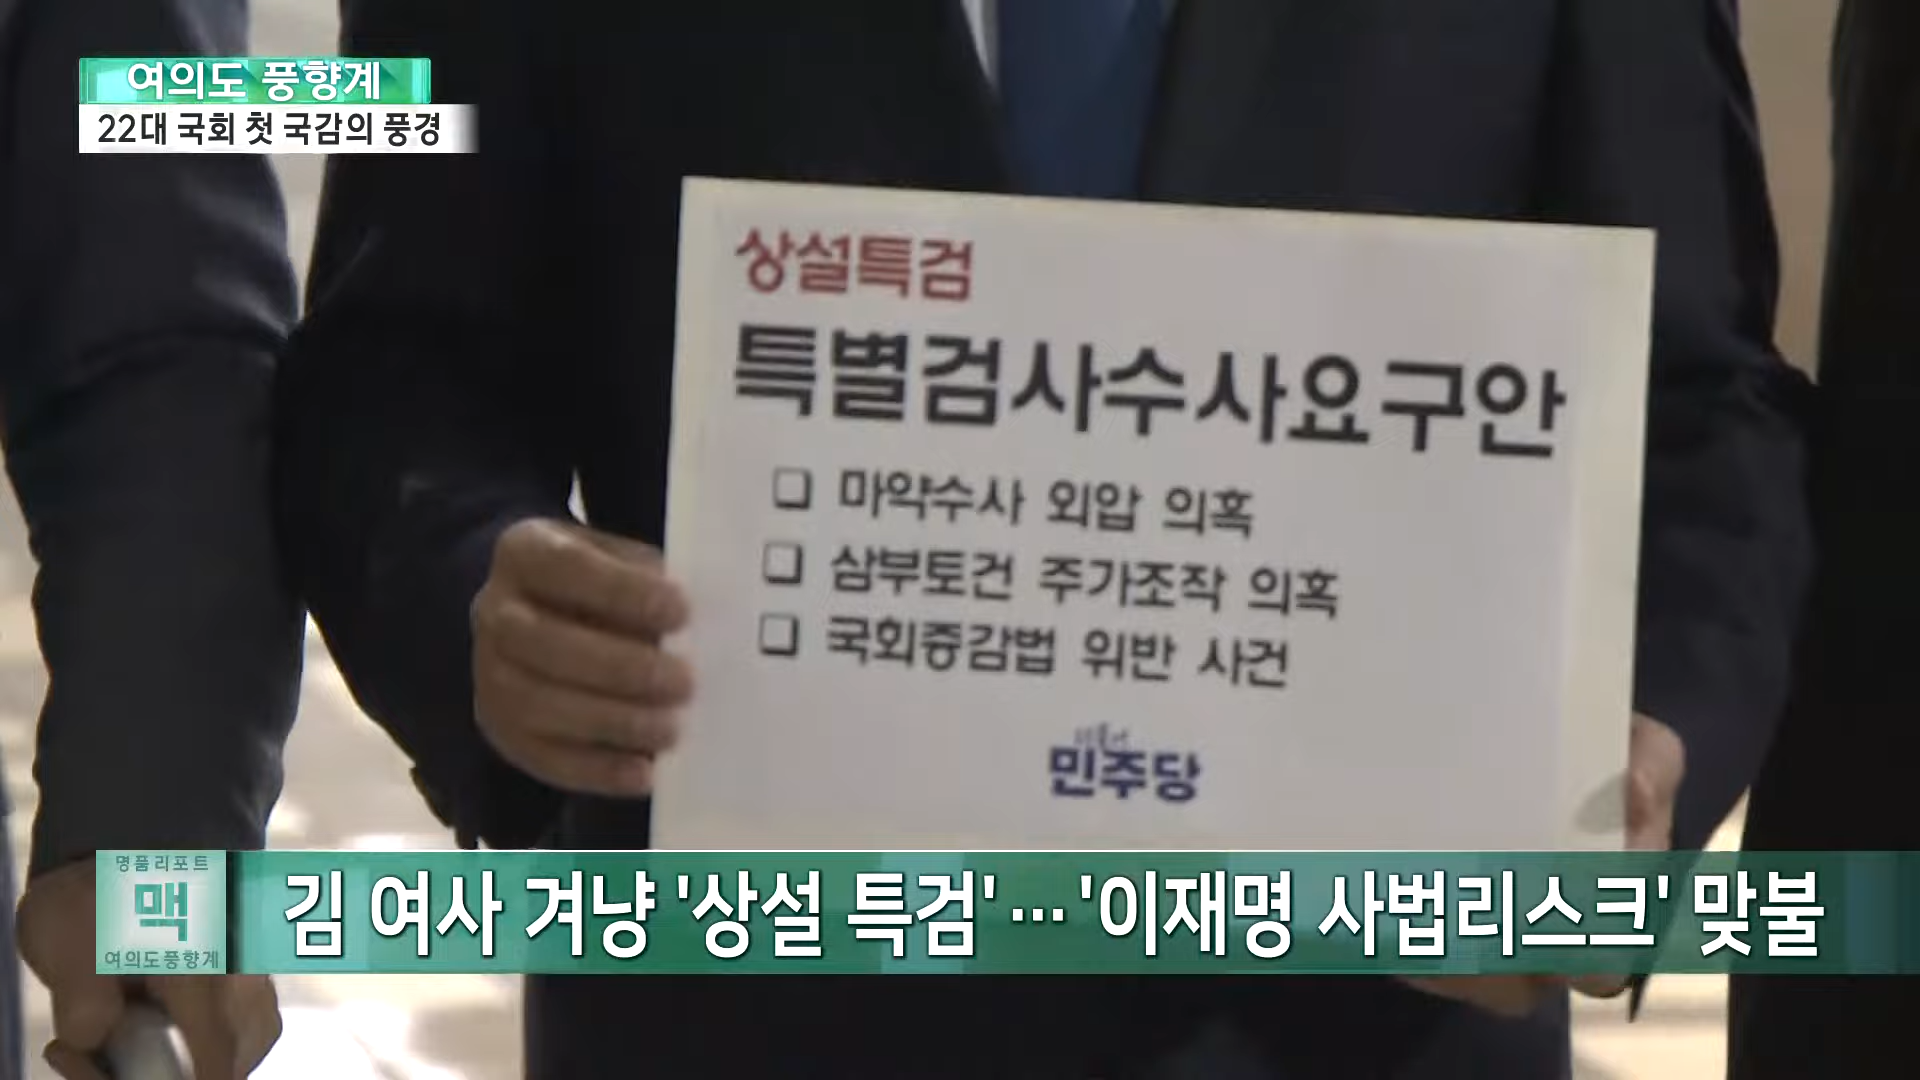 여의도 풍향계
22대 국회 첫 국감의 풍경
상설특검
특별검사수사요구안
❏ 마약수사 외압 의혹
❏ 삼부토건 주가조작 의혹
❏ 국회증감법 위반 사건
민주당
명품리포트
맥
여의도풍향계
김 여사 겨냥 '상설 특검'…'이재명 사법리스크' 맞불